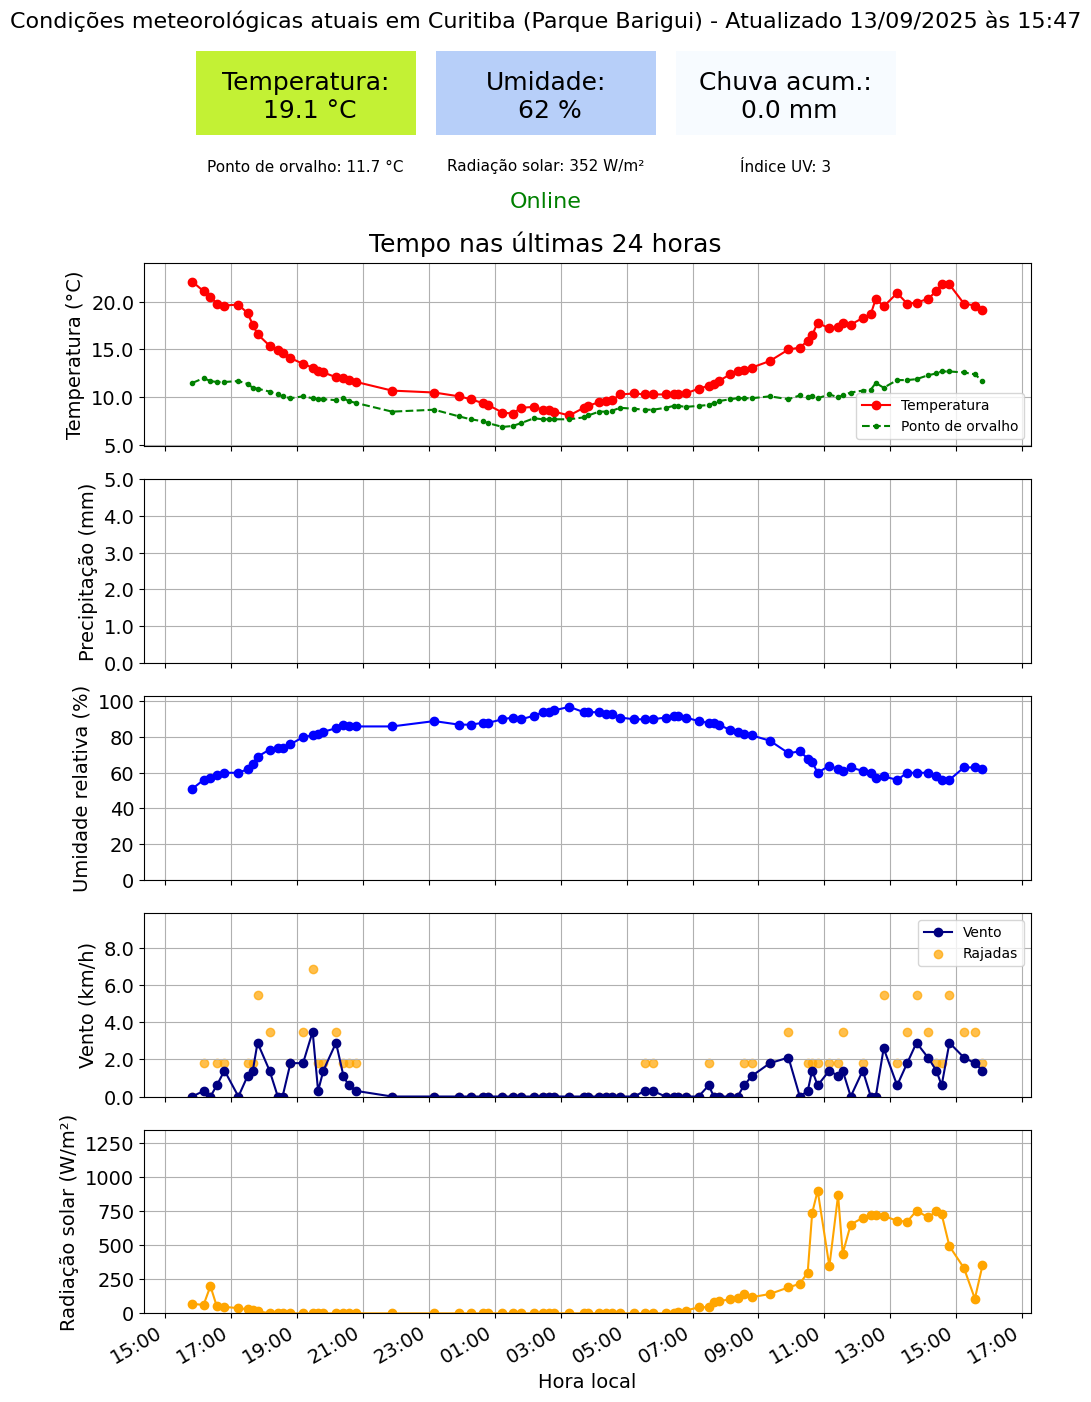 Condições meteorológicas atuais em Curitiba (Parque Barigui) - Atualizado 13/09/2025 às 15:47
Temperatura:
19.1 °C
Umidade:
62 %
Chuva acum.:
0.0 mm
Ponto de orvalho: 11.7 °C
Radiação solar: 352 W/m²
Índice UV: 3
Online
Tempo nas últimas 24 horas
Temperatura (°C)
20.0
15.0
10.0
5.0
Temperatura
Ponto de orvalho
Precipitação (mm)
5.0
4.0
3.0
2.0
1.0
0.0
Umidade relativa (%)
100
80
60
40
20
0
Vento (km/h)
8.0
6.0
4.0
2.0
0.0
Vento
Rajadas
Radiação solar (W/m²)
1250
1000
750
500
250
0
15:00 17:00 19:00 21:00 23:00 01:00 03:00 05:00 07:00 09:00 11:00 13:00 15:00 17:00
Hora local